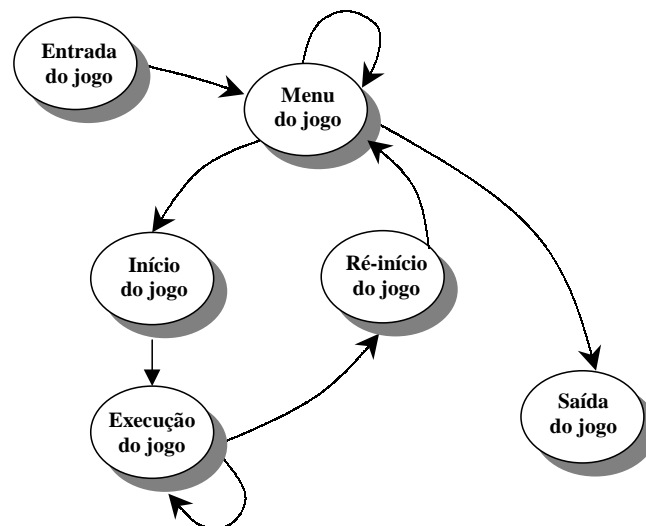 Entrada
do jogo
Menu
do jogo
Início
do jogo
Ré-início
do jogo
Execução
do jogo
Saída
do jogo